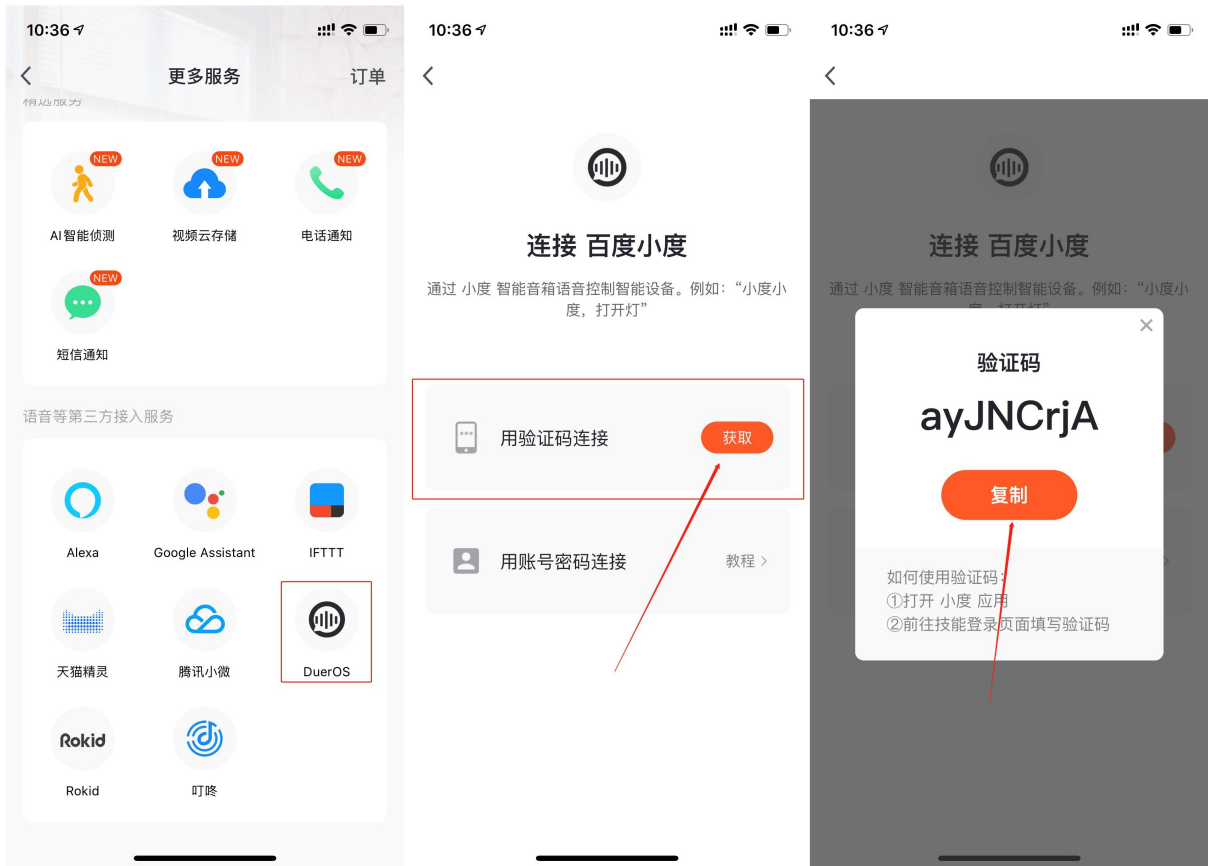 10:36
更多服务
订单
精选服务
NEW
NEW
NEW
AI智能侦测
视频云存储
电话通知
NEW
短信通知
语音等第三方接入服务
Alexa
Google Assistant
IFTTT
天猫精灵
腾讯小微
DuerOS
Rokid
Rokid
叮咚
10:36
连接 百度小度
通过 小度 智能音箱语音控制智能设备。例如：“小度小
度，打开灯”
用验证码连接
获取
用账号密码连接
教程
10:36
连接 百度小度
通过 小度 智能音箱语音控制智能设备。例如：“小度小
度，打开灯”
验证码
ayJNCrjA
复制
如何使用验证码：
①打开 小度 应用
②前往技能登录页面填写验证码